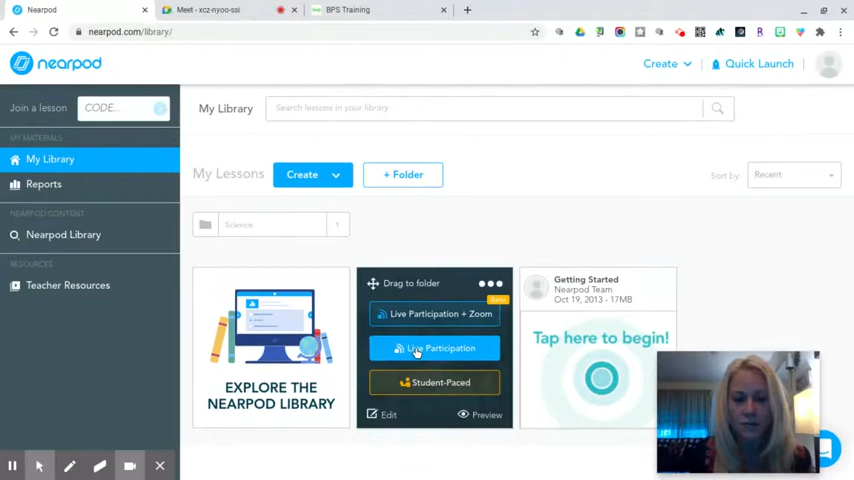 Nearpod
Meet - xcz-nyoo-ssi
BPS Training
nearpod.com/library/
nearpod
Create
Quick Launch
Join a lesson
CODE...
My Library
Search lessons in your library
MY MATERIALS
My Library
Reports
NEARPOD CONTENT
Nearpod Library
RESOURCES
Teacher Resources
My Lessons
Create
+ Folder
Sort by:
Recent
Science
1
EXPLORE THE
NEARPOD LIBRARY
Drag to folder
Beta
Live Participation + Zoom
Live Participation
Student-Paced
Edit
Preview
Getting Started
Nearpod Team
Oct 19, 2013 - 17MB
Tap here to begin!